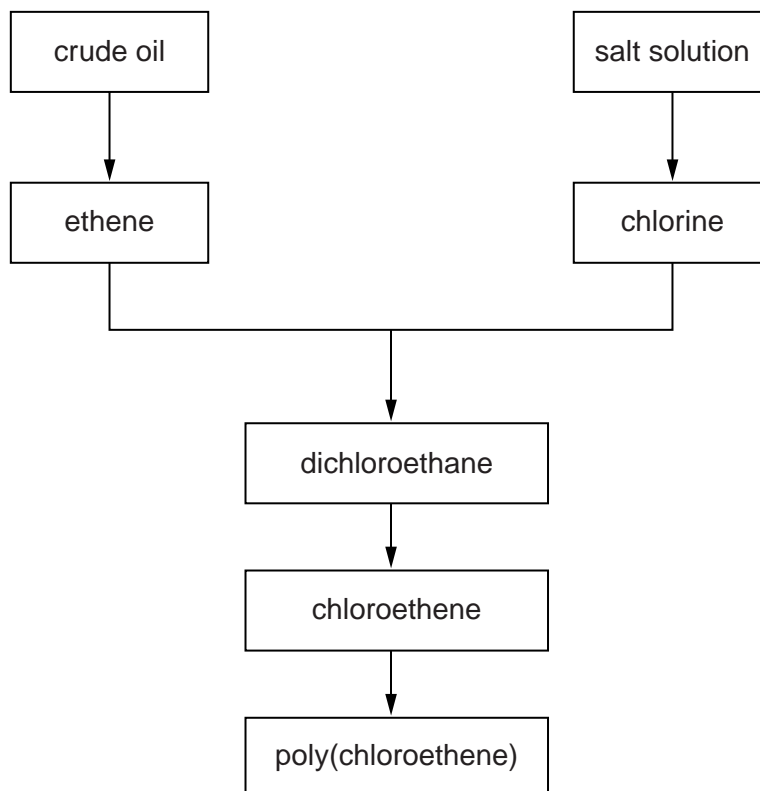 crude oil
salt solution
ethene
chlorine
dichloroethane
chloroethene
poly(chloroethene)